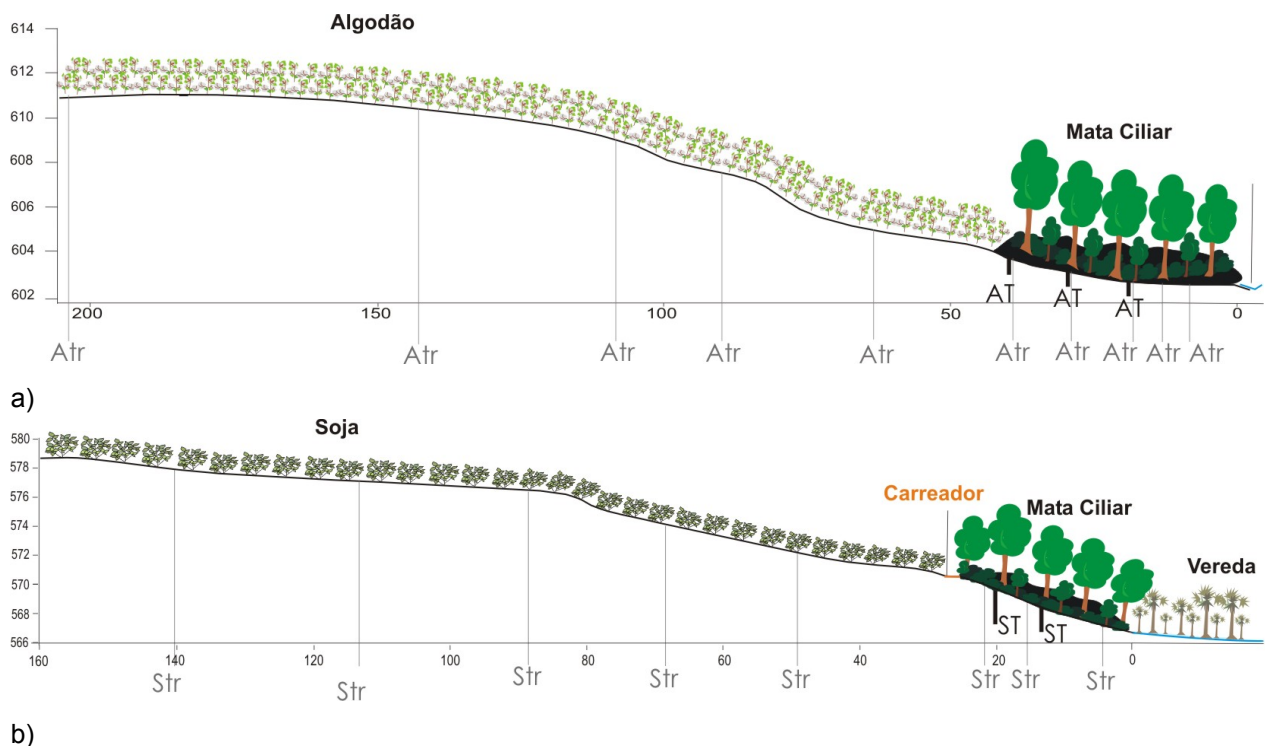 Algodão
614
612
610
608
606
604
602
Mata Ciliar
AT AT AT
200 150 100 50 0
Atr Atr Atr Atr Atr Atr Atr Atr Atr Atr
a)
Soja
580
578
576
574
572
570
568
566
Carreador
Mata Ciliar
Vereda
ST ST
160 140 120 100 80 60 40 20 0
Str Str Str Str Str Str Str Str
b)